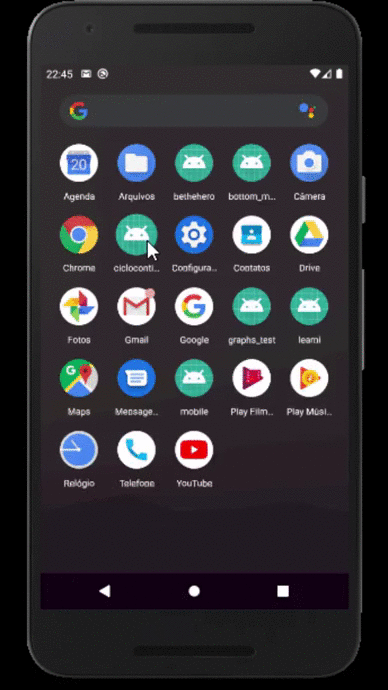 22:45
20
Agenda Arquivos bethehero bottom_m... Câmera
Chrome cicloconti... Configura... Contatos Drive
Fotos Gmail Google graphs_test learni
Maps Message... mobile Play Film... Play Músi...
Relógio Telefone YouTube